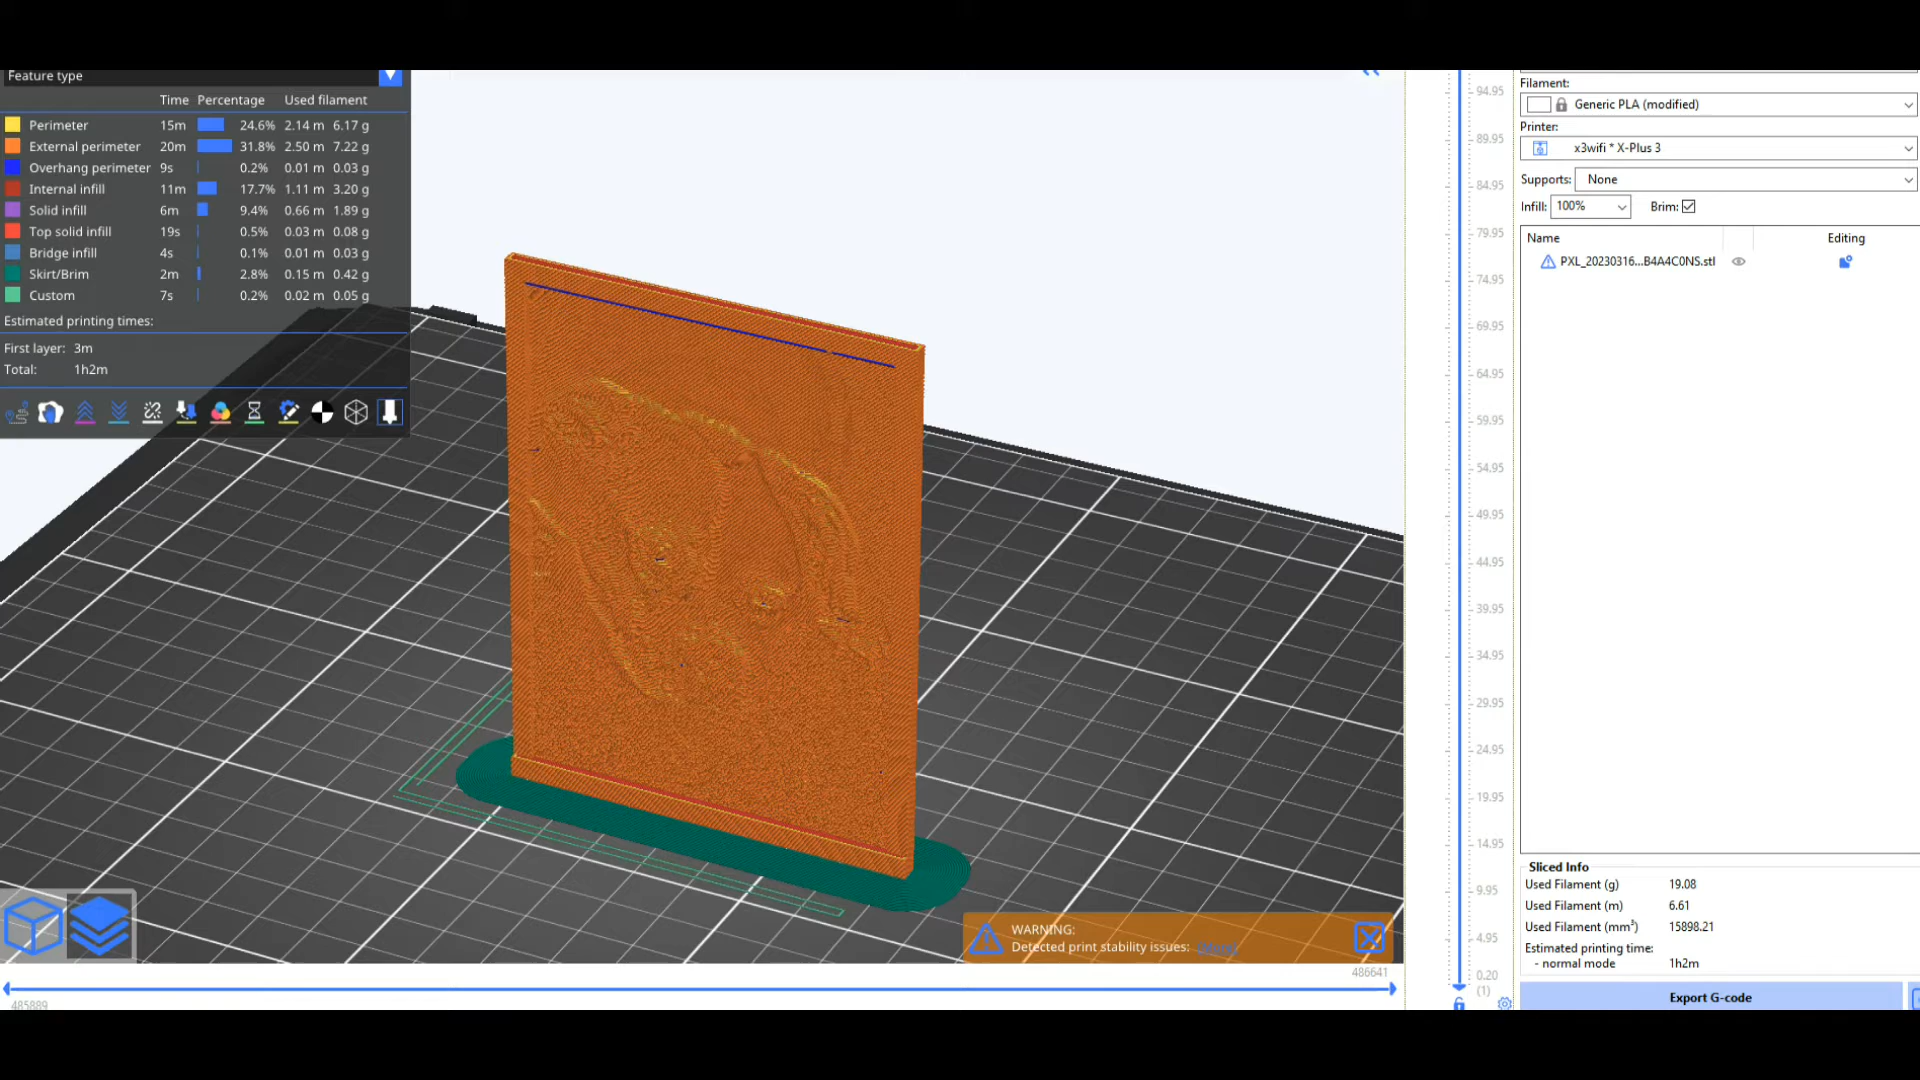 Feature type
Time Percentage Used filament
Perimeter 15m 24.6% 2.14 m 6.17 g
External perimeter 20m 31.8% 2.50 m 7.22 g
Overhang perimeter 9s 0.2% 0.01 m 0.03 g
Internal infill 11m 17.7% 1.11 m 3.20 g
Solid infill 6m 9.4% 0.66 m 1.89 g
Top solid infill 19s 0.5% 0.03 m 0.08 g
Bridge infill 4s 0.1% 0.01 m 0.03 g
Skirt/Brim 2m 2.8% 0.15 m 0.42 g
Custom 7s 0.2% 0.02 m 0.05 g
Estimated printing times:
First layer: 3m
Total: 1h2m
WARNING:
Detected print stability issues: (More)
486641
485889
94.95
89.95
84.95
79.95
74.95
69.95
64.95
59.95
54.95
49.95
44.95
39.95
34.95
29.95
24.95
19.95
14.95
9.95
4.95
0.20
(1)
Filament:
Generic PLA (modified)
Printer:
x3wifi * X-Plus 3
Supports: None
Infill: 100% Brim:
Name Editing
PXL_20230316...B4A4C0NS.stl
Sliced Info
Used Filament (g) 19.08
Used Filament (m) 6.61
Used Filament (mm³) 15898.21
Estimated printing time:
- normal mode 1h2m
Export G-code